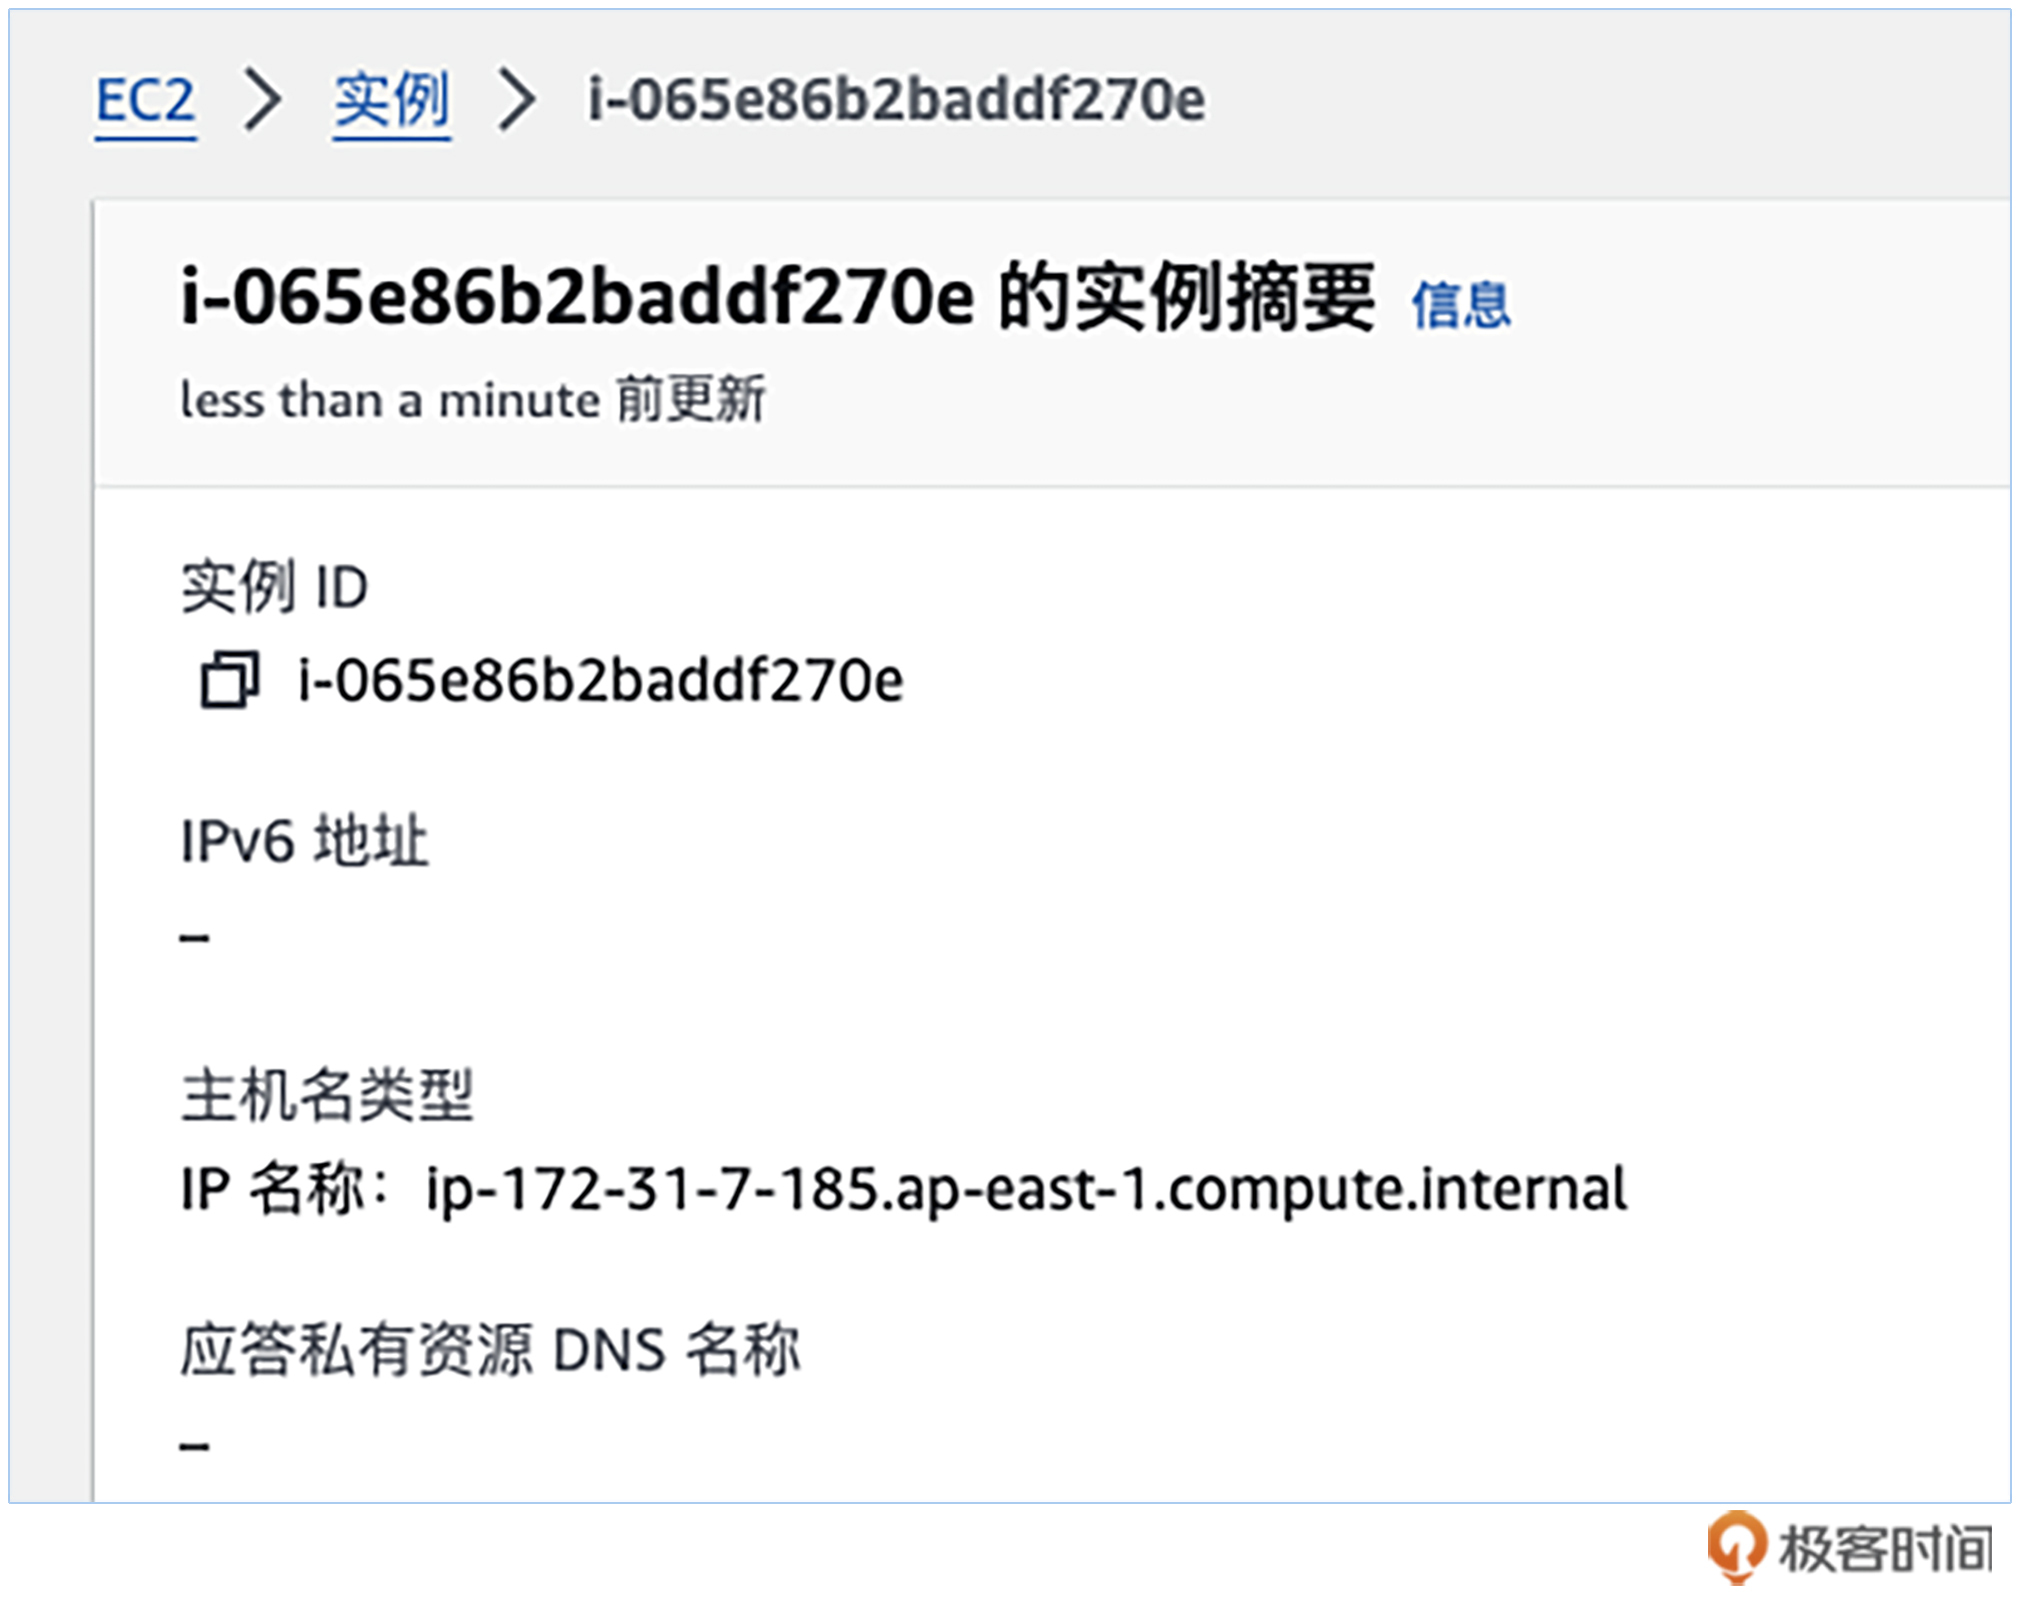 EC2 > 实例 > i-065e86b2baddf270e
i-065e86b2baddf270e 的实例摘要 信息
less than a minute 前更新
实例 ID
i-065e86b2baddf270e
IPv6 地址
–
主机名类型
IP 名称：ip-172-31-7-185.ap-east-1.compute.internal
应答私有资源 DNS 名称
–
极客时间